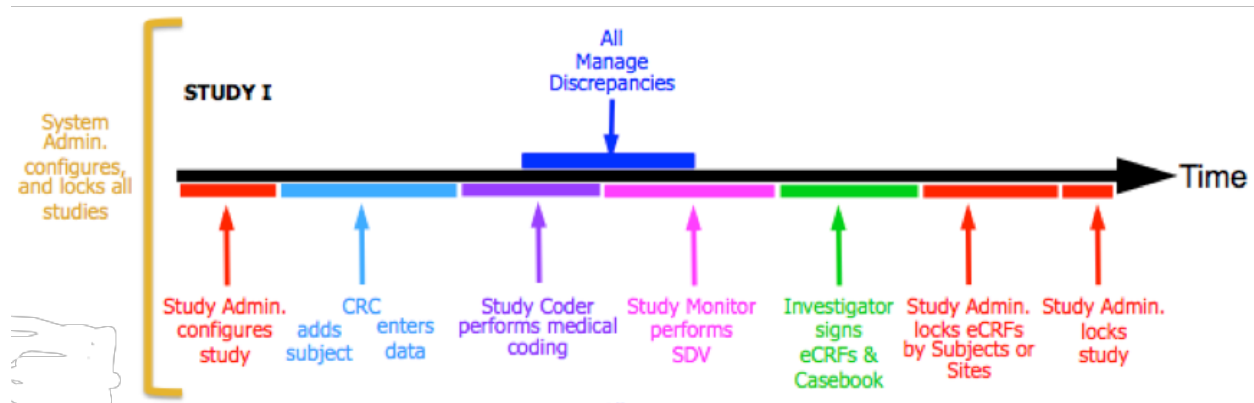 System
Admin.
configures,
and locks all
studies
STUDY I
All
Manage
Discrepancies
Time
Study Admin.
configures
study
CRC
adds
subject
enters
data
Study Coder
performs medical
coding
Study Monitor
performs
SDV
Investigator
signs
eCRFs &
Casebook
Study Admin.
locks eCRFs
by Subjects or
Sites
Study Admin.
locks
study